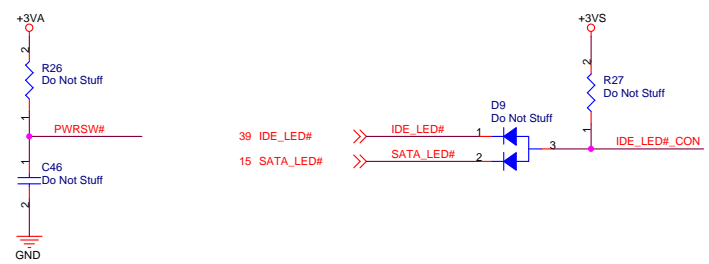 +3VA
2
R26
Do Not Stuff
1
PWRSW#
1
C46
Do Not Stuff
2
GND
+3VS
2
R27
Do Not Stuff
1
D9
Do Not Stuff
39 IDE_LED#
IDE_LED#
1
15 SATA_LED#
SATA_LED#
2
3
IDE_LED#_CON